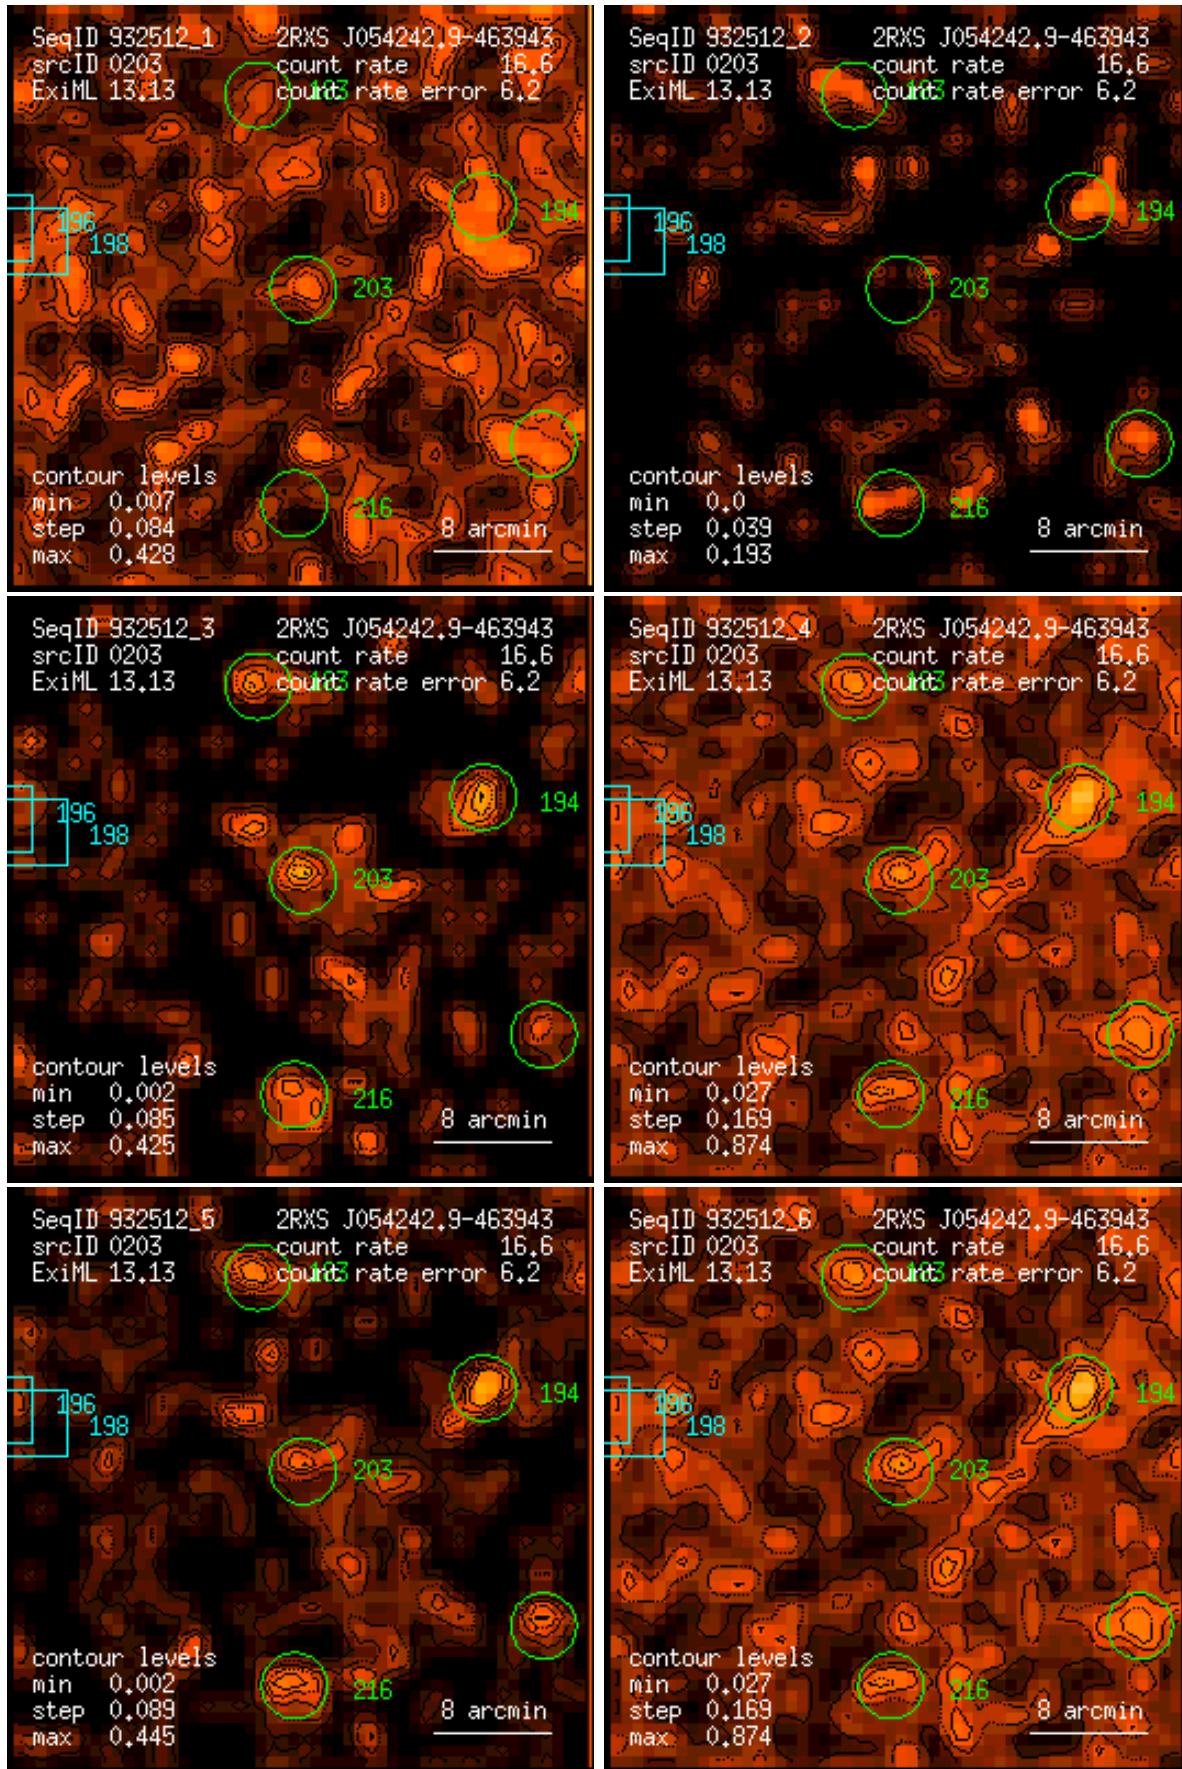 SeqID 932512_1 2RXS J054242.9-463943
srcID 0203 count rate 16.6
ExiML 13.13 count rate error 6.2
194
196
198
203
contour levels
min 0.007 216
step 0.084 8 arcmin
max 0.428
SeqID 932512_2 2RXS J054242.9-463943
srcID 0203 count rate 16.6
ExiML 13.13 count rate error 6.2
194
196
198
203
contour levels
min 0.0 216
step 0.039 8 arcmin
max 0.193
SeqID 932512_3 2RXS J054242.9-463943
srcID 0203 count rate 16.6
ExiML 13.13 count rate error 6.2
194
196
198
203
contour levels
min 0.002 216
step 0.085 8 arcmin
max 0.425
SeqID 932512_4 2RXS J054242.9-463943
srcID 0203 count rate 16.6
ExiML 13.13 count rate error 6.2
194
196
198
203
contour levels
min 0.027 216
step 0.169 8 arcmin
max 0.874
SeqID 932512_5 2RXS J054242.9-463943
srcID 0203 count rate 16.6
ExiML 13.13 count rate error 6.2
194
196
198
203
contour levels
min 0.002 216
step 0.089 8 arcmin
max 0.445
SeqID 932512_6 2RXS J054242.9-463943
srcID 0203 count rate 16.6
ExiML 13.13 count rate error 6.2
194
196
198
203
contour levels
min 0.027 216
step 0.169 8 arcmin
max 0.874